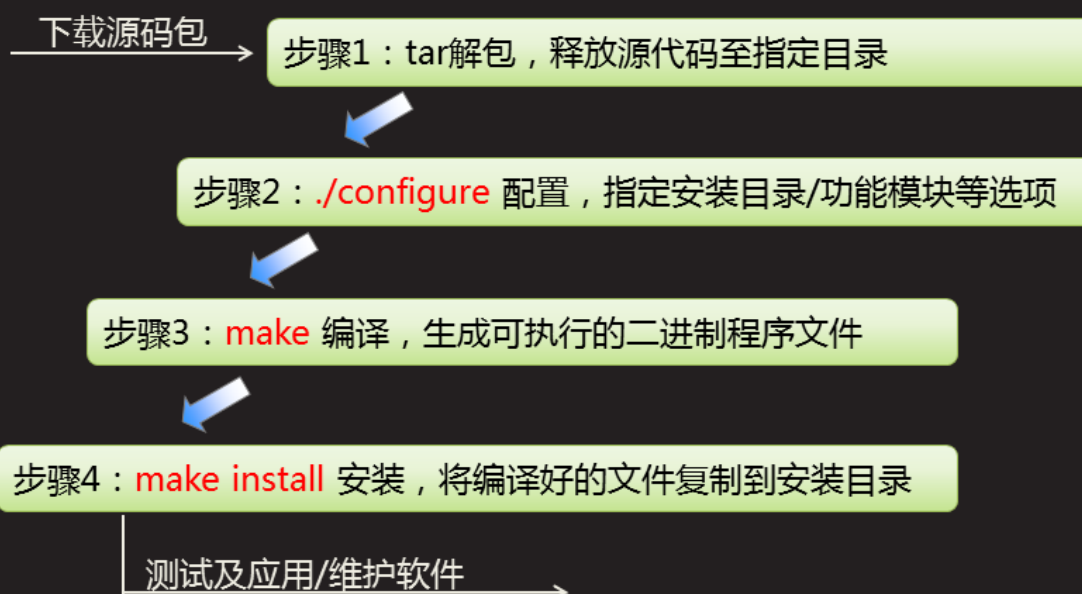 下载源码包
步骤1：tar解包，释放源代码至指定目录
步骤2：./configure 配置，指定安装目录/功能模块等选项
步骤3：make 编译，生成可执行的二进制程序文件
步骤4：make install 安装，将编译好的文件复制到安装目录
测试及应用/维护软件